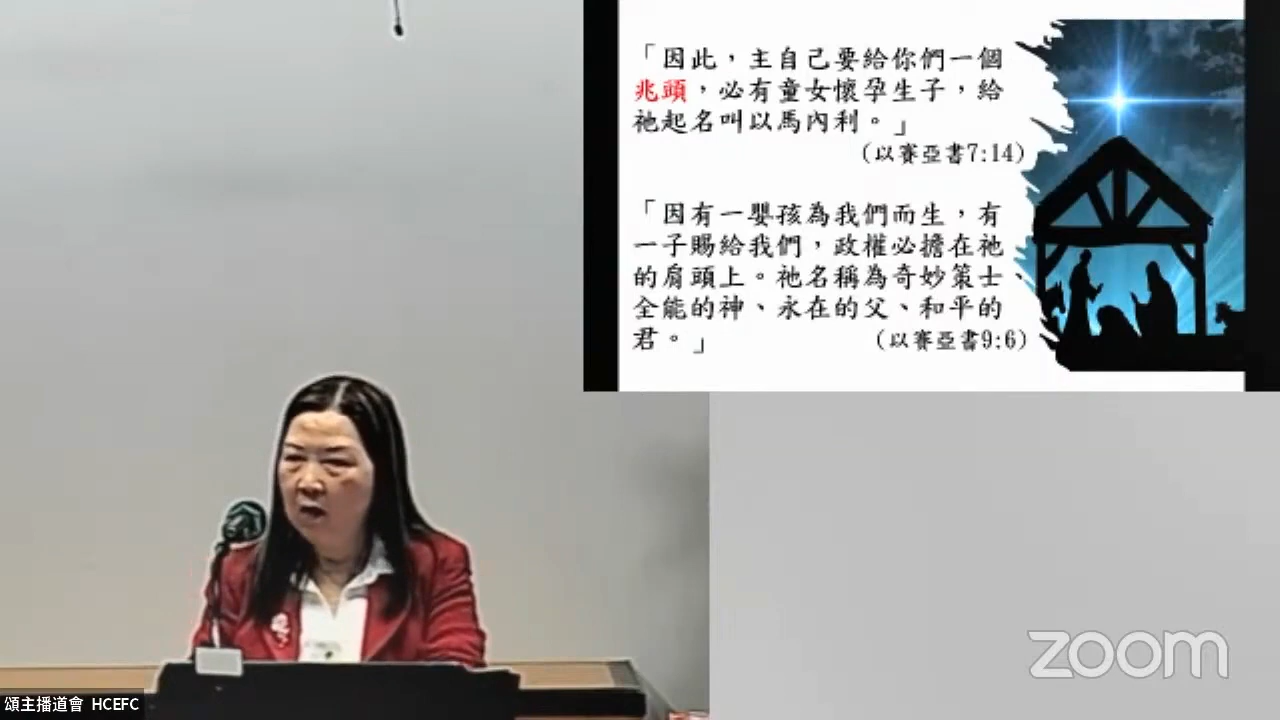 「因此，主自己要給你們一個
兆頭，必有童女懷孕生子，給
祂起名叫以馬內利。」
（以賽亞書7:14）
「因有一嬰孩為我們而生，有
一子賜給我們，政權必擔在祂
的肩頭上。祂名稱為奇妙策士、
全能的神、永在的父、和平的
君。」
（以賽亞書9:6）
zoom
頌主播道會 HCEFC